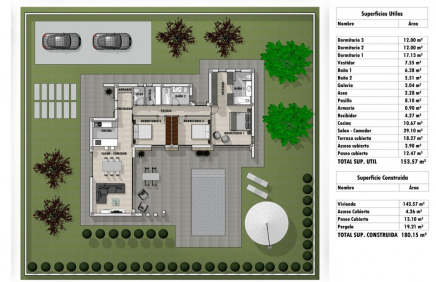 Superficies Utiles
Nombre Área
Dormitorio 3 12.00 m²
Dormitorio 2 12.00 m²
Dormitorio 1 17.12 m²
Vestidor 7.55 m²
Baño 1 6.38 m²
Baño 2 5.51 m²
Galeria 3.04 m²
Aseo 2.28 m²
Pasillo 8.10 m²
Armario 0.90 m²
Recibidor 4.27 m²
Cocina 10.67 m²
Salon - Comedor 29.10 m²
Terraza cubierta 18.27 m²
Acceso cubierto 3.90 m²
Paseo cubierto 12.47 m²
TOTAL SUP. UTIL 153.57 m²
Superficie Construida
Nombre Área
Vivienda 143.57 m²
Acceso Cubierto 4.26 m²
Paseo Cubierto 13.10 m²
Pergola 19.21 m²
TOTAL SUP. CONSTRUIDA 180.15 m²